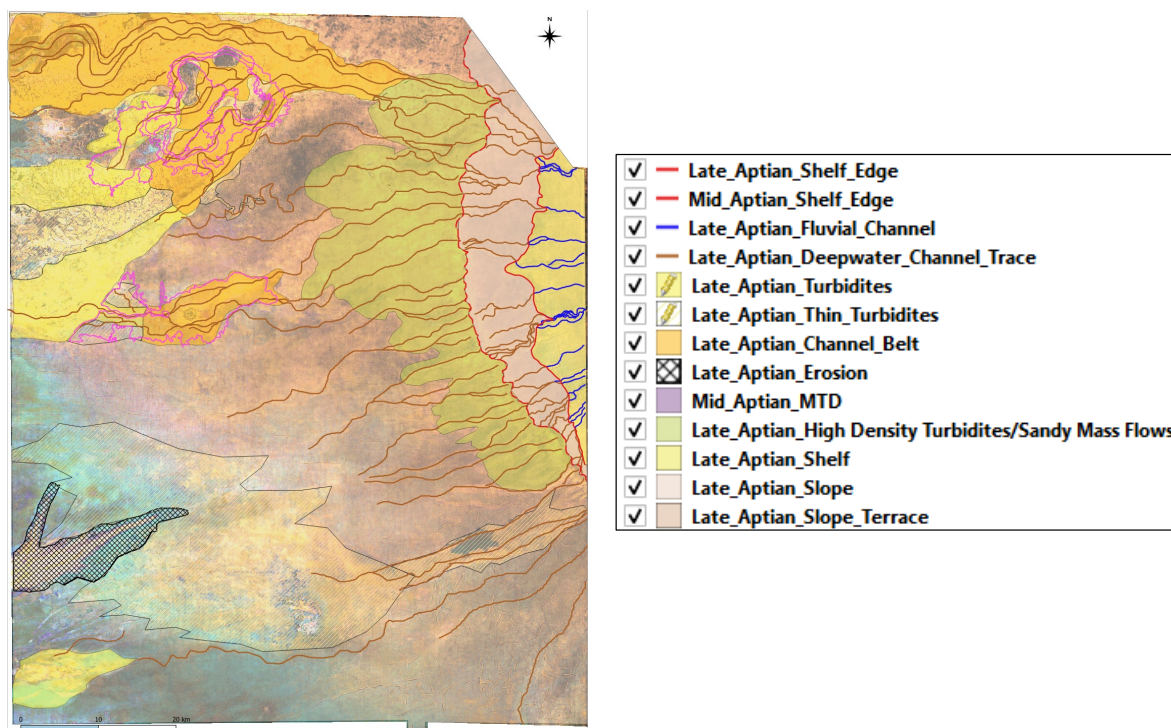 N
Late_Aptian_Shelf_Edge
Mid_Aptian_Shelf_Edge
Late_Aptian_Fluvial_Channel
Late_Aptian_Deepwater_Channel_Trace
Late_Aptian_Turbidites
Late_Aptian_Thin_Turbidites
Late_Aptian_Channel_Belt
Late_Aptian_Erosion
Mid_Aptian_MTD
Late_Aptian_High Density Turbidites/Sandy Mass Flows
Late_Aptian_Shelf
Late_Aptian_Slope
Late_Aptian_Slope_Terrace
0 10 20 km